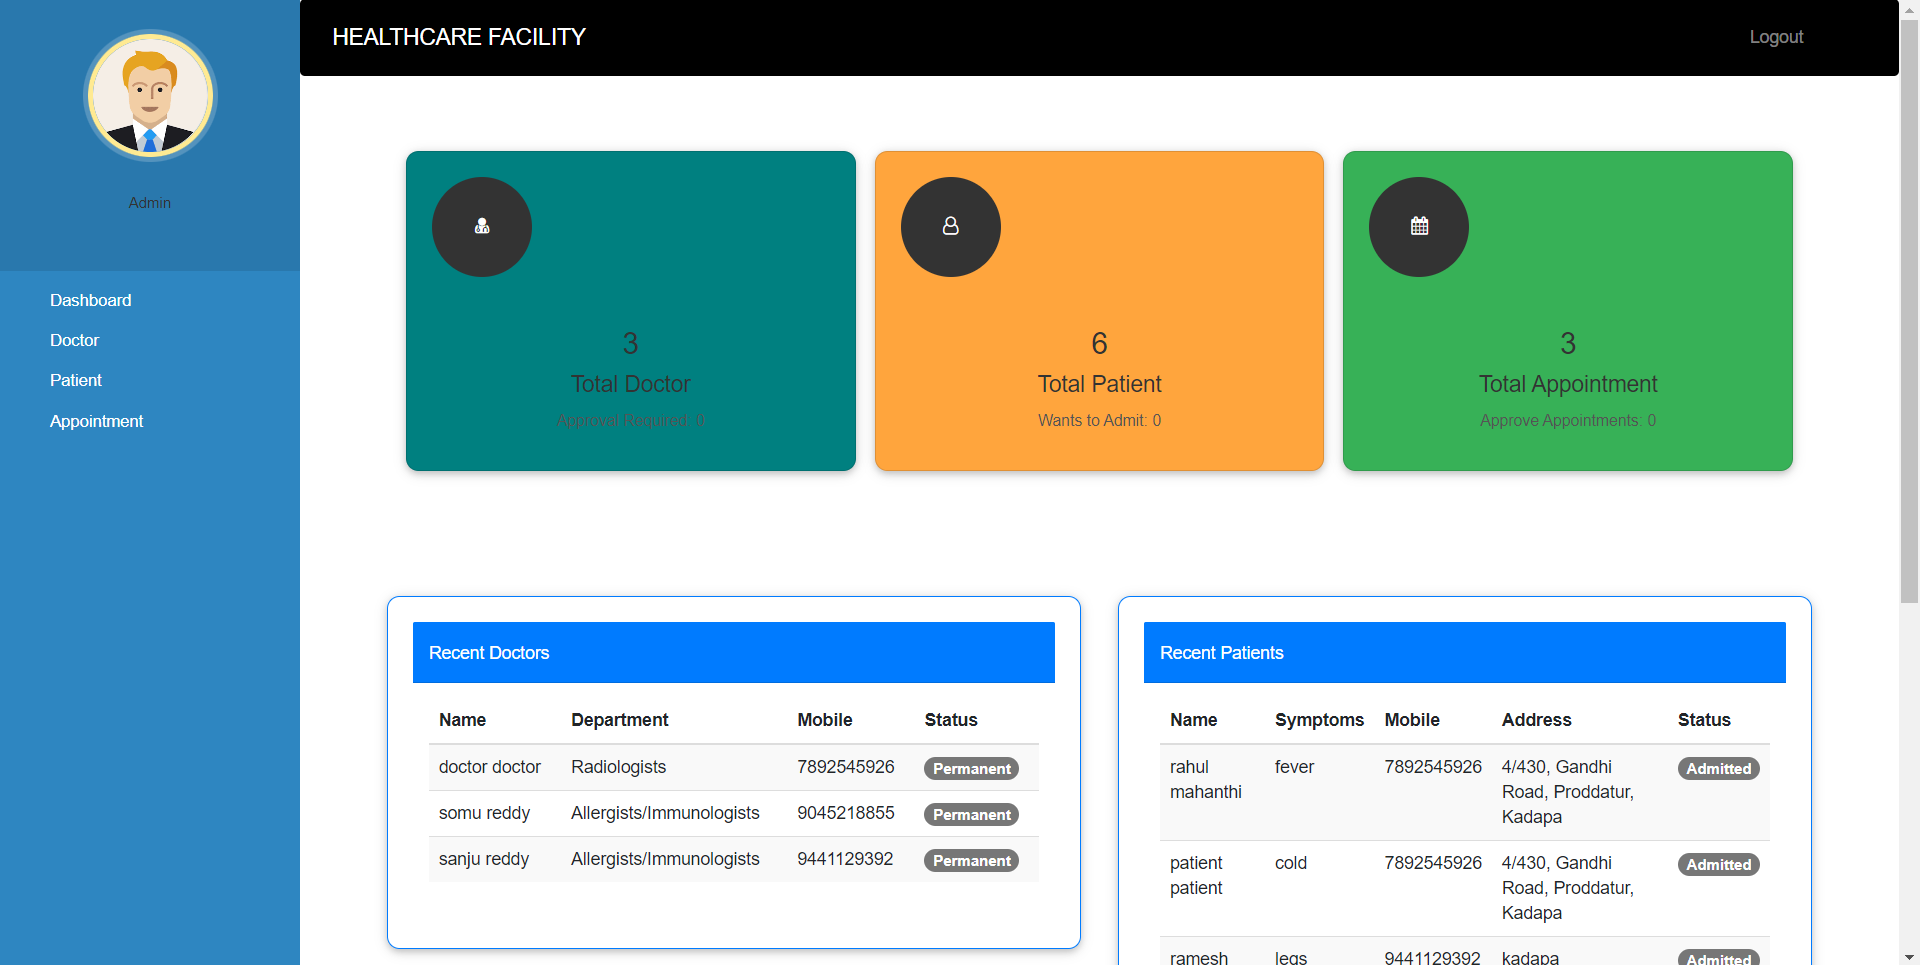 HEALTHCARE FACILITY
Logout
Admin
Dashboard
Doctor
Patient
Appointment
3
Total Doctor
Approval Required: 0
6
Total Patient
Wants to Admit: 0
3
Total Appointment
Approve Appointments: 0
Recent Doctors
Name Department Mobile Status
doctor doctor Radiologists 7892545926 Permanent
somu reddy Allergists/Immunologists 9045218855 Permanent
sanju reddy Allergists/Immunologists 9441129392 Permanent
Recent Patients
Name Symptoms Mobile Address Status
rahul fever 7892545926 4/430, Gandhi Admitted
mahanthi Road, Proddatur,
Kadapa
patient cold 7892545926 4/430, Gandhi Admitted
patient Road, Proddatur,
Kadapa
ramesh legs 9441129392 kadapa Admitted